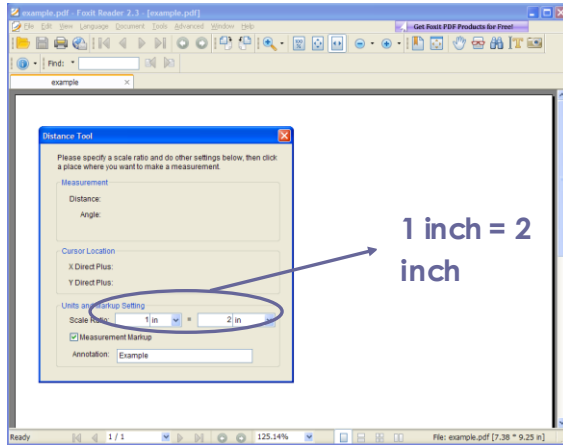 example.pdf - Foxit Reader 2.3 - [example.pdf]
File Edit View Language Document Tools Advanced Window Help
Get Foxit PDF Products for Free!
Find:
example
Distance Tool
Please specify a scale ratio and do other settings below, then click
a place where you want to make a measurement.
Measurement
Distance:
Angle:
Cursor Location
X Direct Plus:
Y Direct Plus:
Units and Markup Setting
Scale Ratio: 1 in = 2 in
Measurement Markup
Annotation: Example
1 inch = 2
inch
Ready 1 / 1 125.14% File: example.pdf [7.38 * 9.25 in]